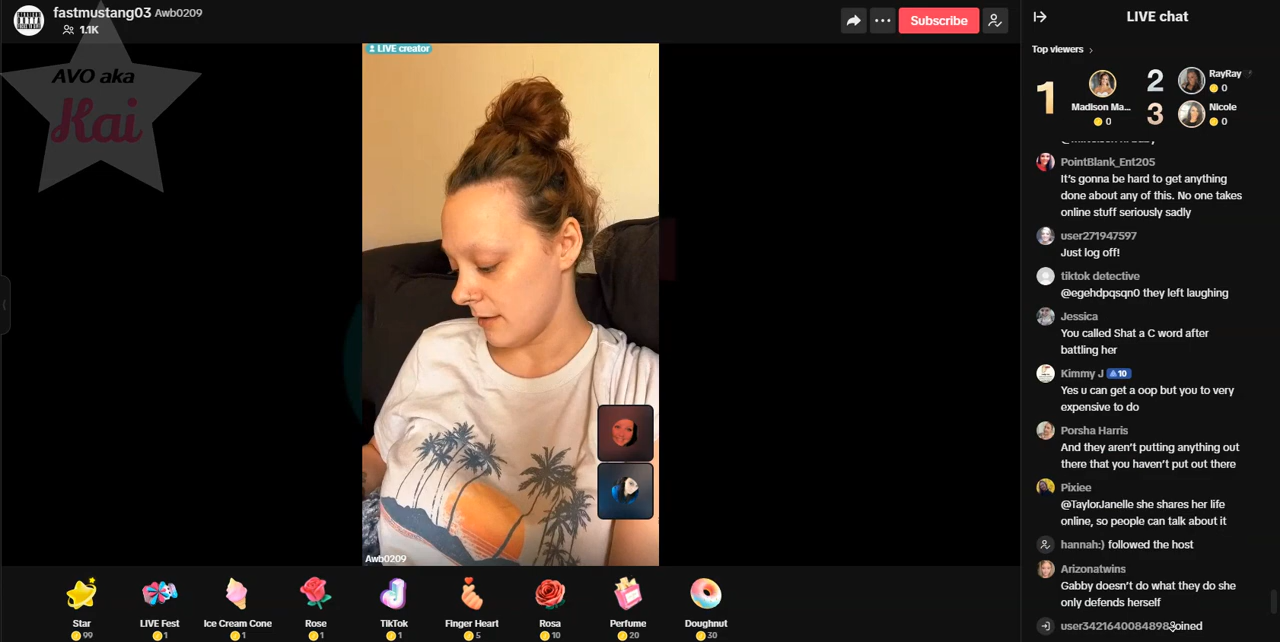 fastmustang03 Awb0209
1.1K
Subscribe
AVO aka
Kai
LIVE creator
Awb0209
Star
99
LIVE Fest
1
Ice Cream Cone
1
Rose
1
TikTok
1
Finger Heart
5
Rosa
10
Perfume
20
Doughnut
30
LIVE chat
Top viewers
1
Madison Ma...
0
2
RayRay
0
3
Nicole
0
PointBlank_Ent205
It's gonna be hard to get anything
done about any of this. No one takes
online stuff seriously sadly
user271947597
Just log off!
tiktok detective
@egehdpqsqn0 they left laughing
Jessica
You called Shat a C word after
battling her
Kimmy J 10
Yes u can get a oop but you to very
expensive to do
Porsha Harris
And they aren't putting anything out
there that you haven't put out there
Pixiee
@TaylorJanelle she shares her life
online, so people can talk about it
hannah:) followed the host
Arizonatwins
Gabby doesn't do what they do she
only defends herself
joined